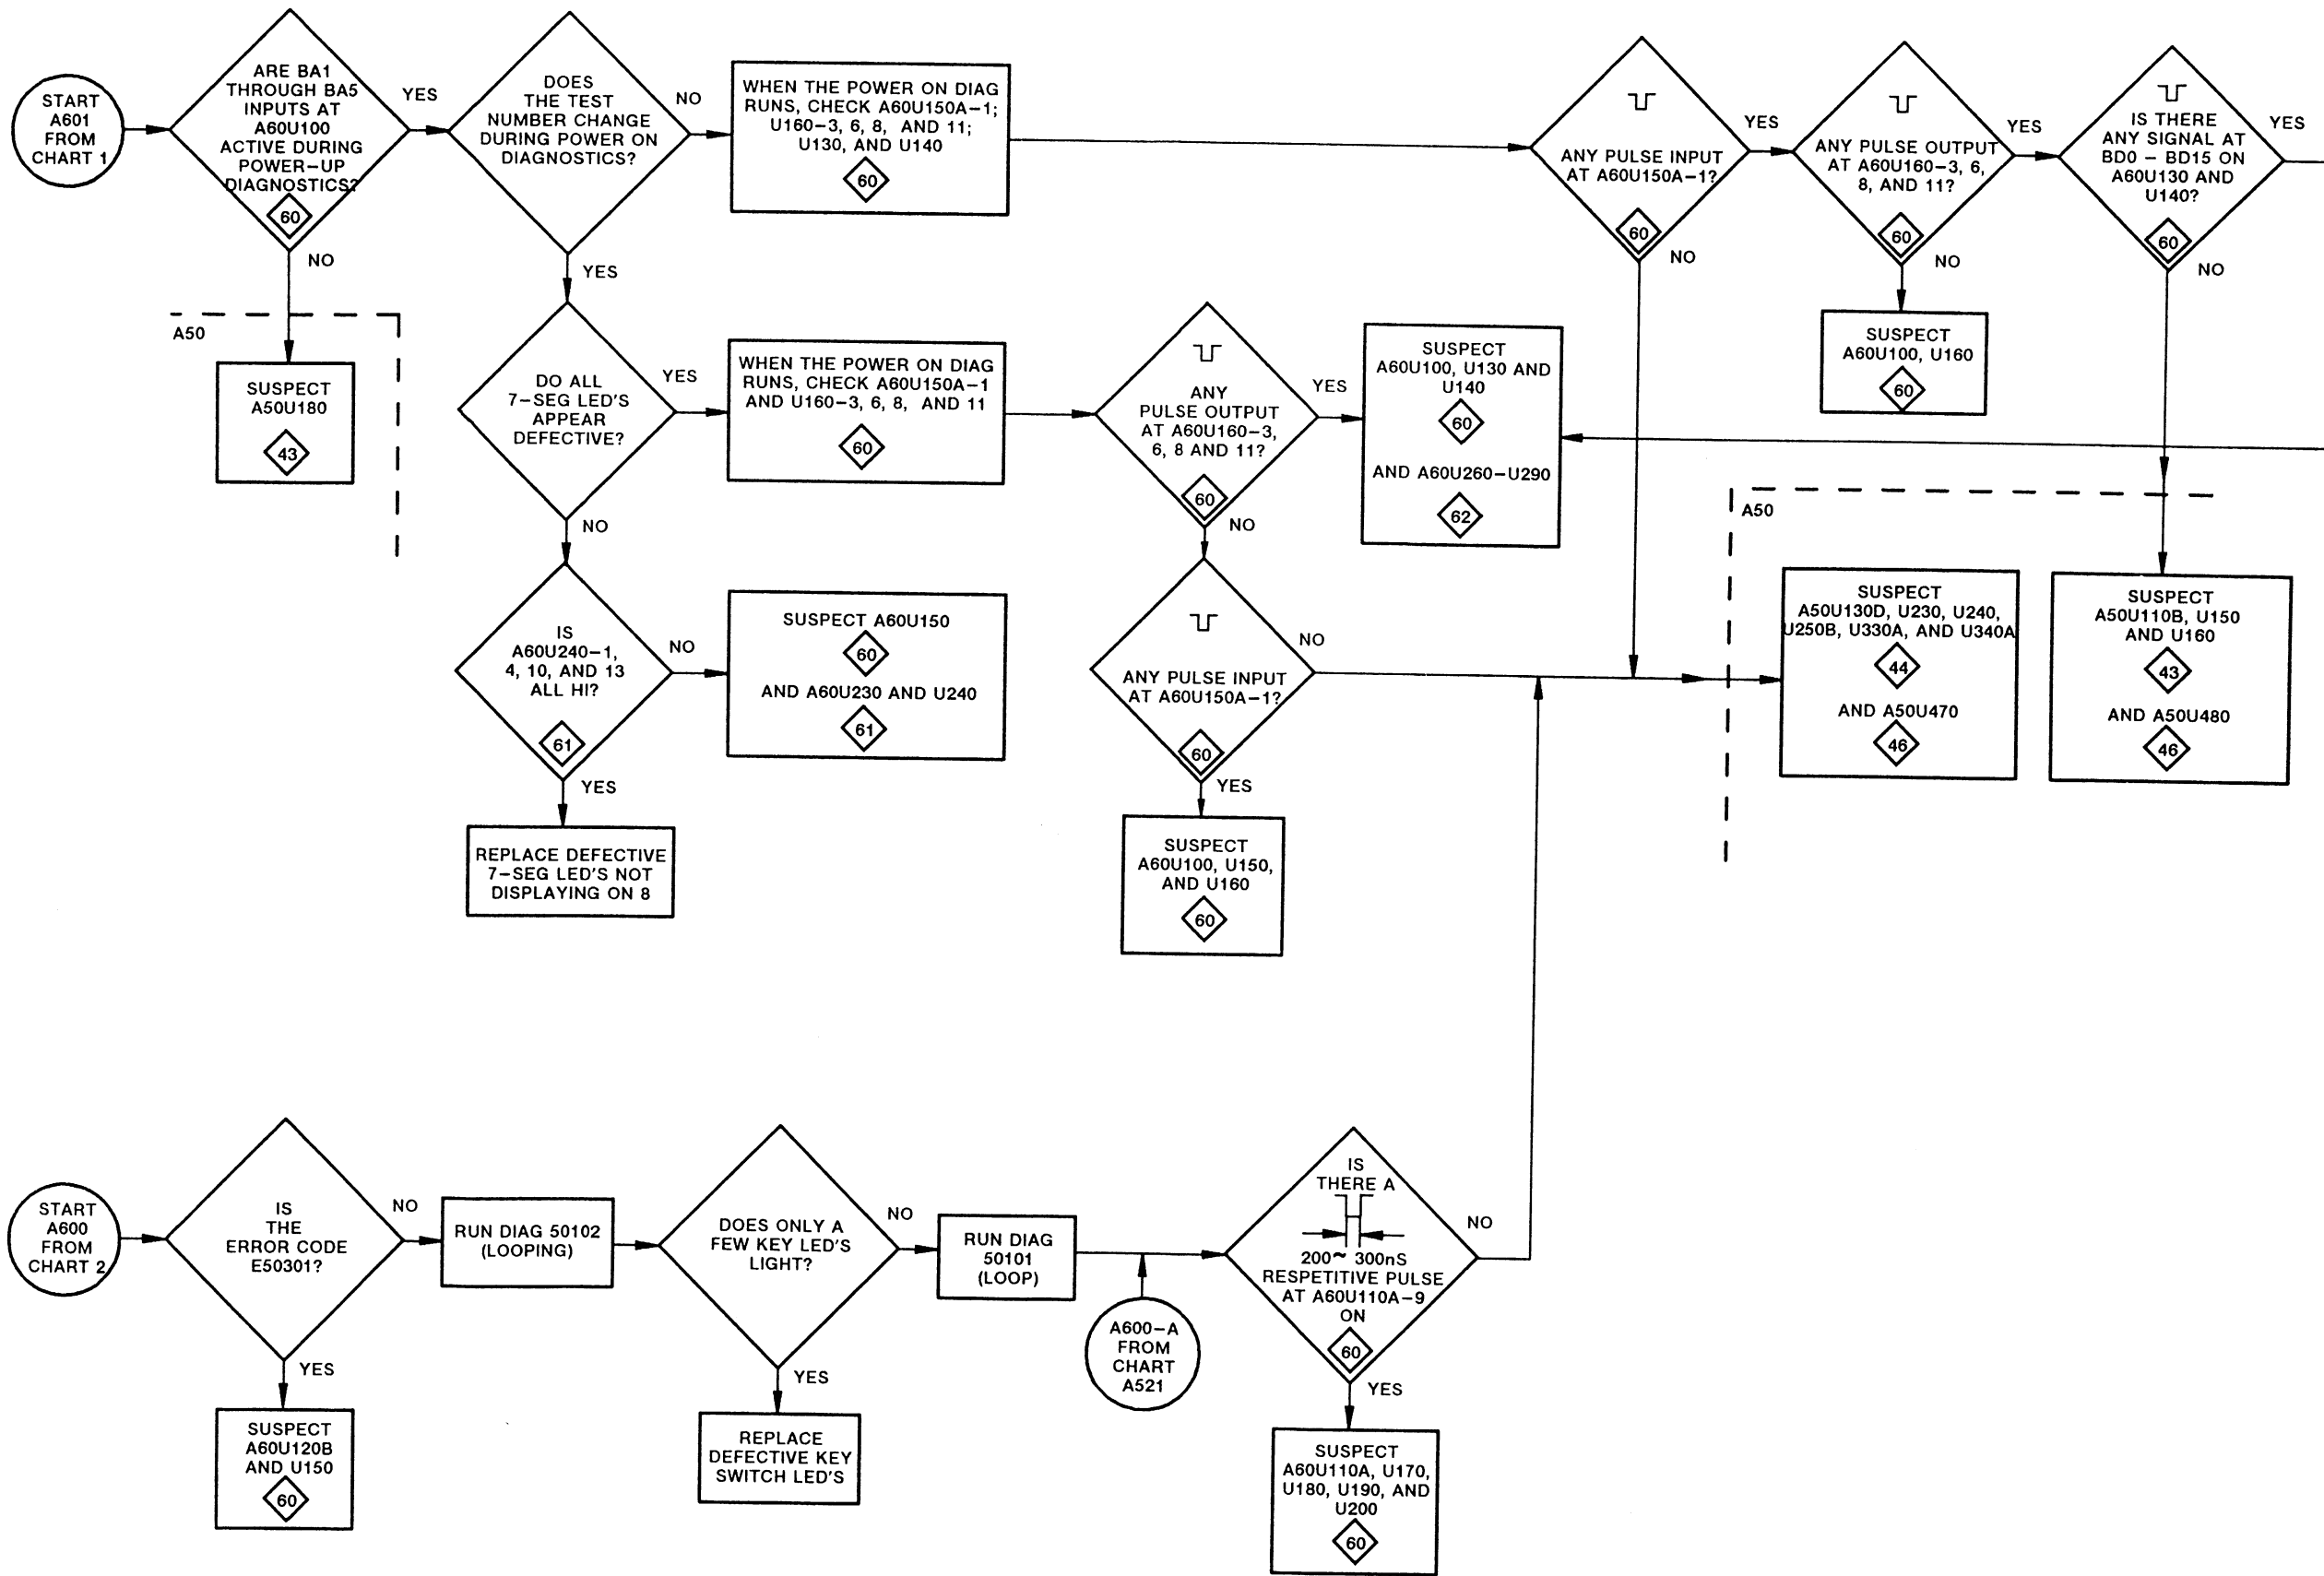 START
A601
FROM
CHART 1
ARE BA1
THROUGH BA5
INPUTS AT
A60U100
ACTIVE DURING
POWER-UP
DIAGNOSTICS?
60
YES
NO
A50
SUSPECT
A50U180
43
DOES
THE TEST
NUMBER CHANGE
DURING POWER ON
DIAGNOSTICS?
NO
YES
WHEN THE POWER ON DIAG
RUNS, CHECK A60U150A-1;
U160-3, 6, 8, AND 11;
U130, AND U140
60
ANY PULSE INPUT
AT A60U150A-1?
60
YES
NO
ANY PULSE OUTPUT
AT A60U160-3, 6,
8, AND 11?
60
YES
NO
SUSPECT
A60U100, U160
60
IS THERE
ANY SIGNAL AT
BD0 - BD15 ON
A60U130 AND
U140?
60
YES
NO
DO ALL
7-SEG LED'S
APPEAR
DEFECTIVE?
YES
NO
WHEN THE POWER ON DIAG
RUNS, CHECK A60U150A-1
AND U160-3, 6, 8, AND 11
60
ANY
PULSE OUTPUT
AT A60U160-3,
6, 8 AND 11?
60
YES
NO
SUSPECT
A60U100, U130 AND
U140
60
AND A60U260-U290
62
IS
A60U240-1,
4, 10, AND 13
ALL HI?
61
NO
YES
SUSPECT A60U150
60
AND A60U230 AND U240
61
REPLACE DEFECTIVE
7-SEG LED'S NOT
DISPLAYING ON 8
ANY PULSE INPUT
AT A60U150A-1?
60
NO
YES
SUSPECT
A60U100, U150,
AND U160
60
A50
SUSPECT
A50U130D, U230, U240,
U250B, U330A, AND U340A
44
AND A50U470
46
SUSPECT
A50U110B, U150
AND U160
43
AND A50U480
46
START
A600
FROM
CHART 2
IS
THE
ERROR CODE
E50301?
NO
YES
SUSPECT
A60U120B
AND U150
60
RUN DIAG 50102
(LOOPING)
DOES ONLY A
FEW KEY LED'S
LIGHT?
NO
YES
REPLACE
DEFECTIVE KEY
SWITCH LED'S
RUN DIAG
50101
(LOOP)
A600-A
FROM
CHART
A521
IS
THERE A
200~ 300nS
RESPETITIVE PULSE
AT A60U110A-9
ON
60
NO
YES
SUSPECT
A60U110A, U170,
U180, U190, AND
U200
60